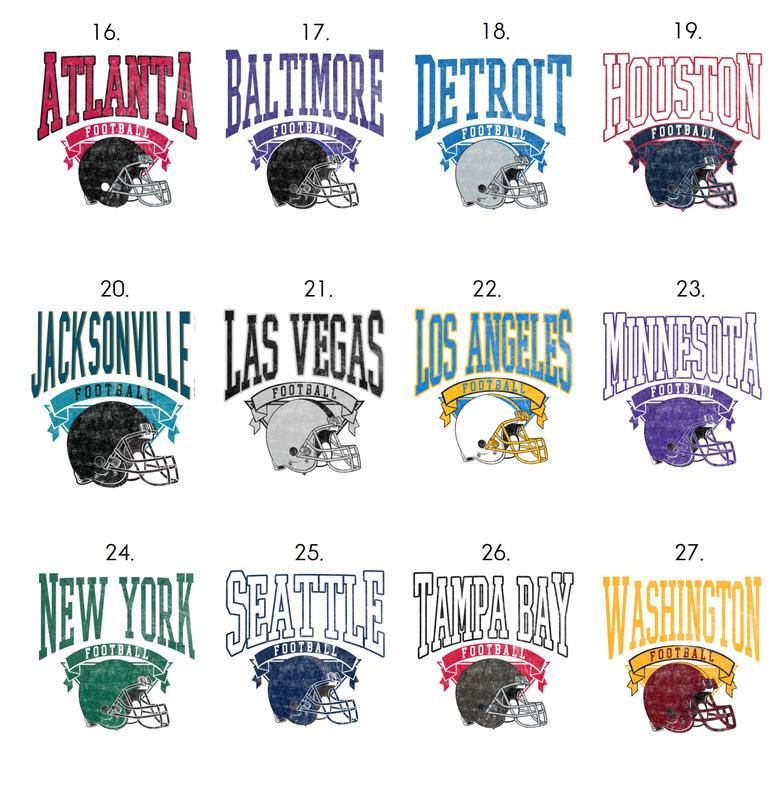 16.
ATLANTA
FOOTBALL
17.
BALTIMORE
FOOTBALL
18.
DETROIT
FOOTBALL
19.
HOUSTON
FOOTBALL
20.
JACKSONVILLE
FOOTBALL
21.
LAS VEGAS
FOOTBALL
22.
LOS ANGELES
FOOTBALL
23.
MINNESOTA
FOOTBALL
24.
NEW YORK
FOOTBALL
25.
SEATTLE
FOOTBALL
26.
TAMPA BAY
FOOTBALL
27.
WASHINGTON
FOOTBALL